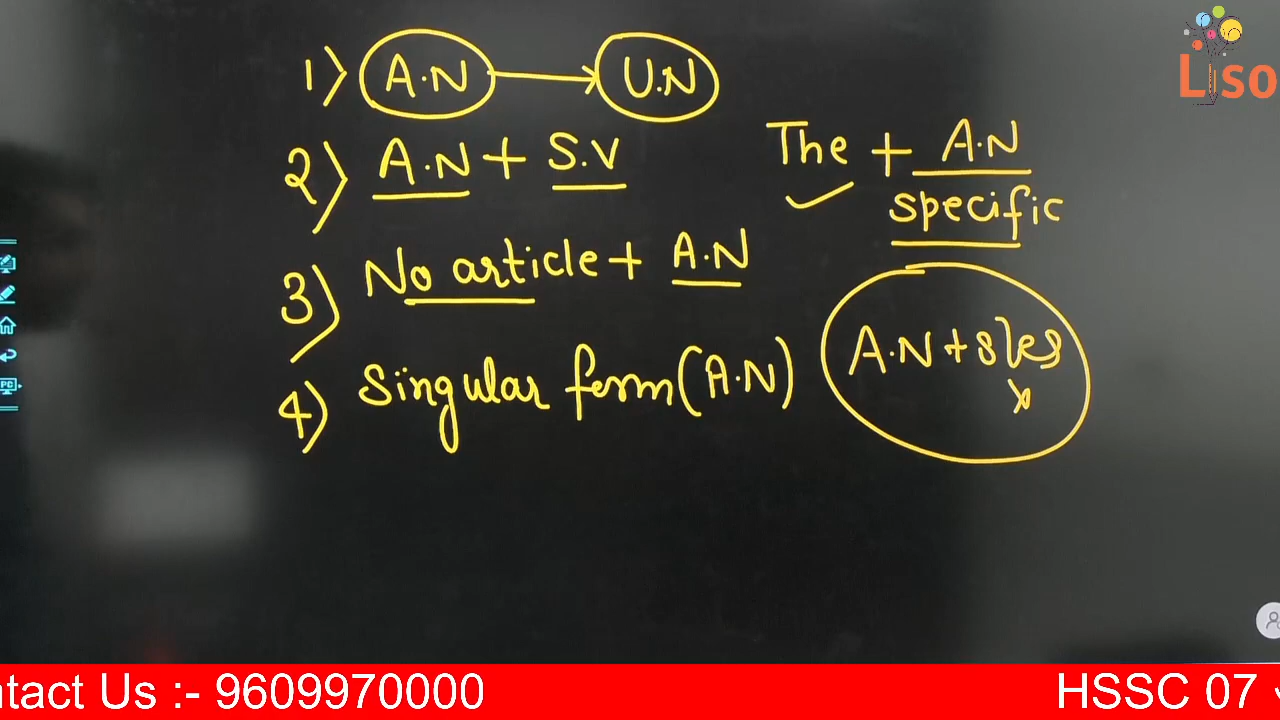 1) A.N → U.N
2) A.N + S.V
The + A.N
specific
3) No article + A.N
4) Singular form (A.N)
A.N + s/es
x
Liso
ntact Us :- 9609970000
HSSC 07